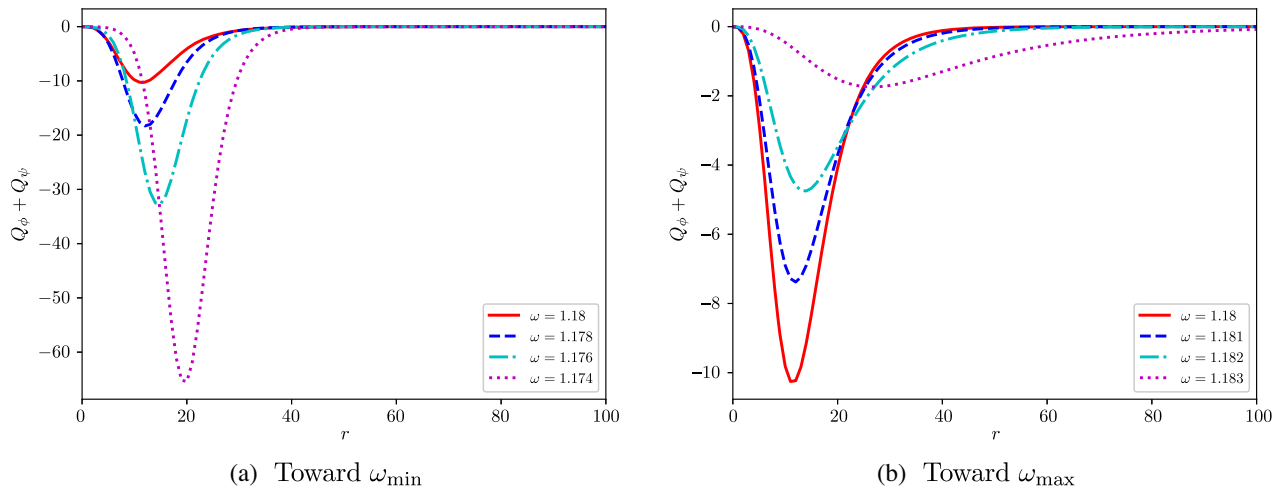 0
−10
−20
−30
−40
−50
−60
Q_ϕ + Q_ψ
ω = 1.18
ω = 1.178
ω = 1.176
ω = 1.174
0 20 40 60 80 100
r
(a) Toward ω_min
0
−2
−4
−6
−8
−10
Q_ϕ + Q_ψ
ω = 1.18
ω = 1.181
ω = 1.182
ω = 1.183
0 20 40 60 80 100
r
(b) Toward ω_max